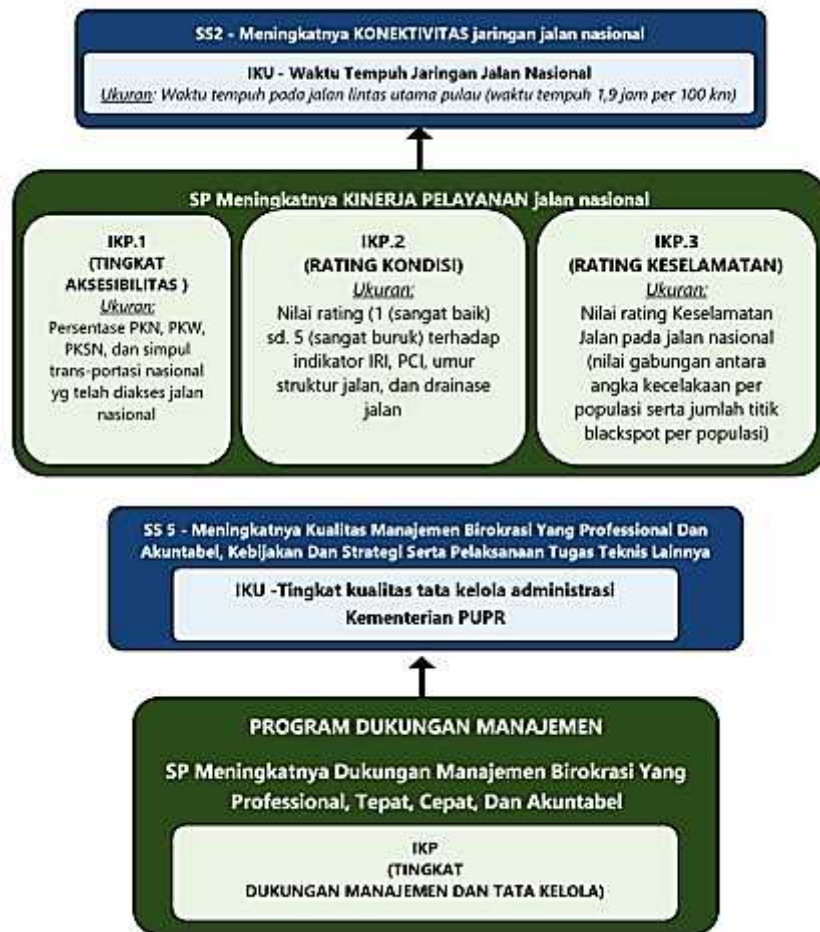 SS2 - Meningkatnya KONEKTIVITAS jaringan jalan nasional
IKU - Waktu Tempuh Jaringan Jalan Nasional
Ukuran: Waktu tempuh pada jalan lintas utama pulau (waktu tempuh 1,9 jam per 100 km)
SP Meningkatnya KINERJA PELAYANAN jalan nasional
IKP.1
(TINGKAT
AKSESIBILITAS )
Ukuran:
Persentase PKN, PKW,
PKSN, dan simpul
trans-portasi nasional
yg telah diakses jalan
nasional
IKP.2
(RATING KONDISI)
Ukuran:
Nilai rating (1 (sangat baik)
sd. 5 (sangat buruk) terhadap
indikator IRI, PCI, umur
struktur jalan, dan drainase
jalan
IKP.3
(RATING KESELAMATAN)
Ukuran:
Nilai rating Keselamatan
Jalan pada jalan nasional
(nilai gabungan antara
angka kecelakaan per
populasi serta jumlah titik
blackspot per populasi)
SS 5 - Meningkatnya Kualitas Manajemen Birokrasi Yang Professional Dan
Akuntabel, Kebijakan Dan Strategi Serta Pelaksanaan Tugas Teknis Lainnya
IKU -Tingkat kualitas tata kelola administrasi
Kementerian PUPR
PROGRAM DUKUNGAN MANAJEMEN
SP Meningkatnya Dukungan Manajemen Birokrasi Yang
Professional, Tepat, Cepat, Dan Akuntabel
IKP
(TINGKAT
DUKUNGAN MANAJEMEN DAN TATA KELOLA)